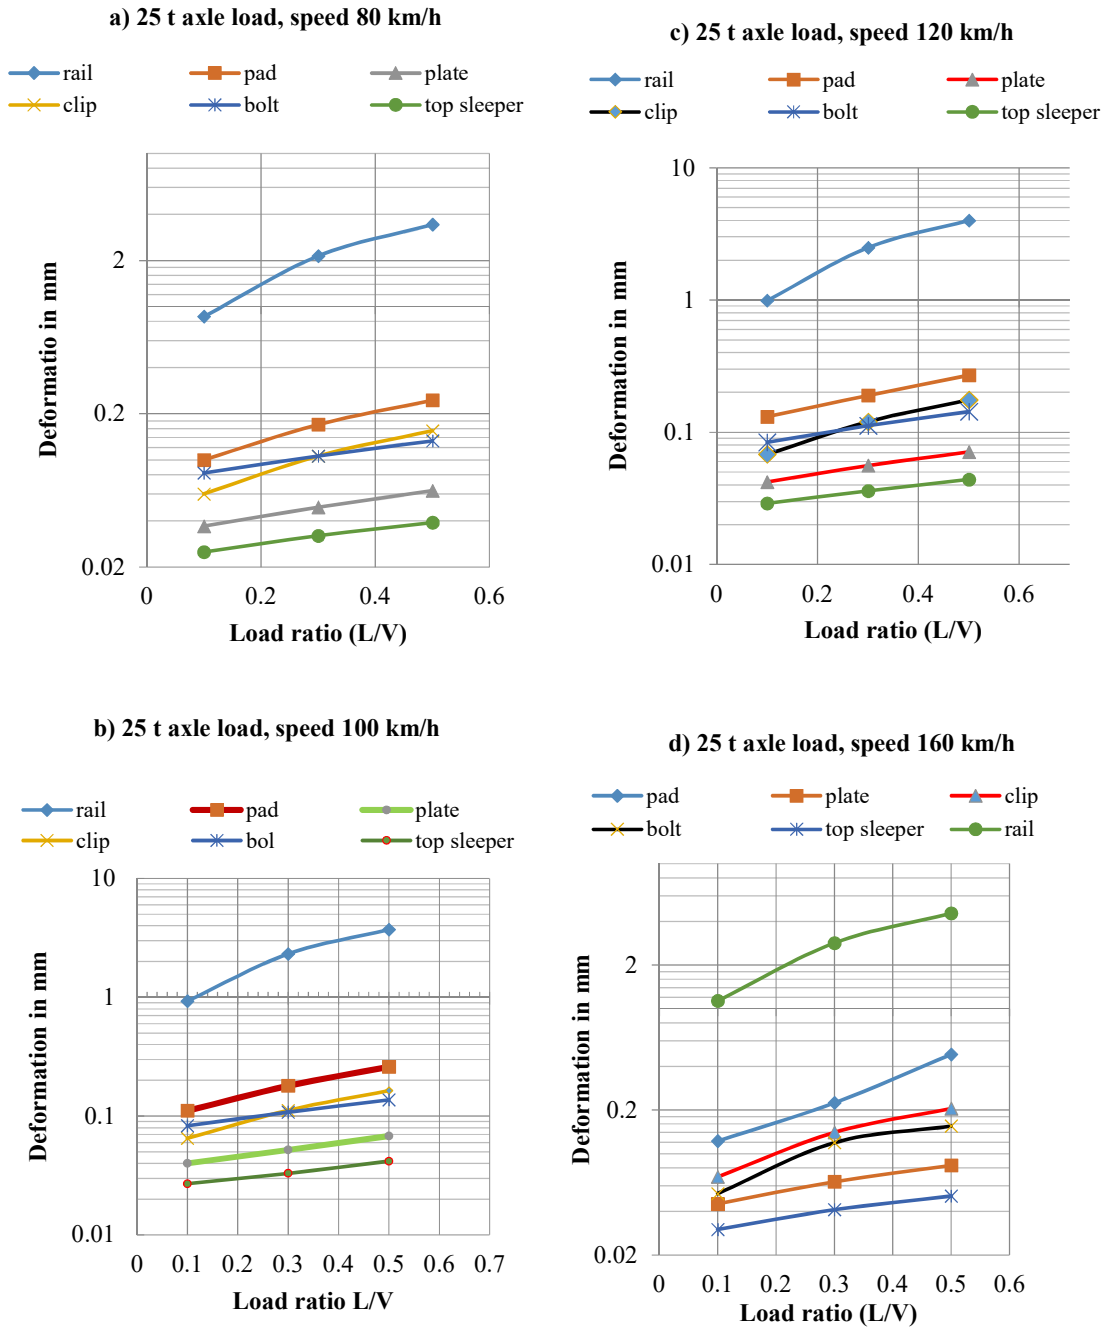 a) 25 t axle load, speed 80 km/h
rail pad plate
clip bolt top sleeper
2
0.2
0.02
0 0.2 0.4 0.6
Deformatio in mm
Load ratio (L/V)
c) 25 t axle load, speed 120 km/h
rail pad plate
clip bolt top sleeper
10
1
0.1
0.01
0 0.2 0.4 0.6
Deformation in mm
Load ratio (L/V)
b) 25 t axle load, speed 100 km/h
rail pad plate
clip bol top sleeper
10
1
0.1
0.01
0 0.1 0.2 0.3 0.4 0.5 0.6 0.7
Deformation in mm
Load ratio L/V
d) 25 t axle load, speed 160 km/h
pad plate clip
bolt top sleeper rail
2
0.2
0.02
0 0.1 0.2 0.3 0.4 0.5 0.6
Deformation in mm
Load ratio (L/V)